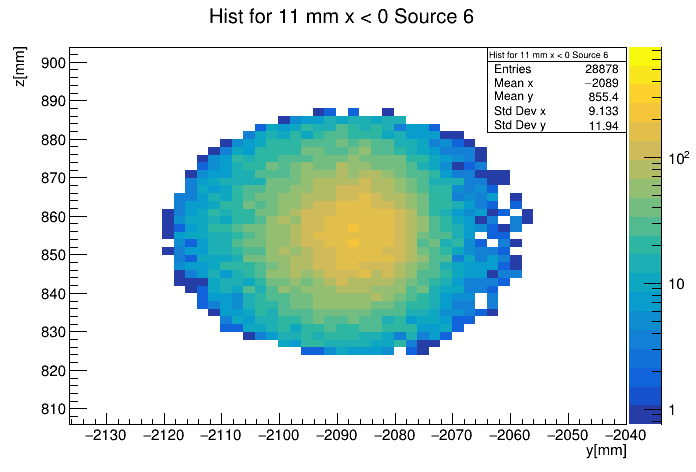 Hist for 11 mm x < 0 Source 6
z[mm]
Hist for 11 mm x < 0 Source 6
Entries 28878
Mean x −2089
Mean y 855.4
Std Dev x 9.133
Std Dev y 11.94
900
890
880
870
860
850
840
830
820
810
10²
10
1
−2130 −2120 −2110 −2100 −2090 −2080 −2070 −2060 −2050 −2040
y[mm]